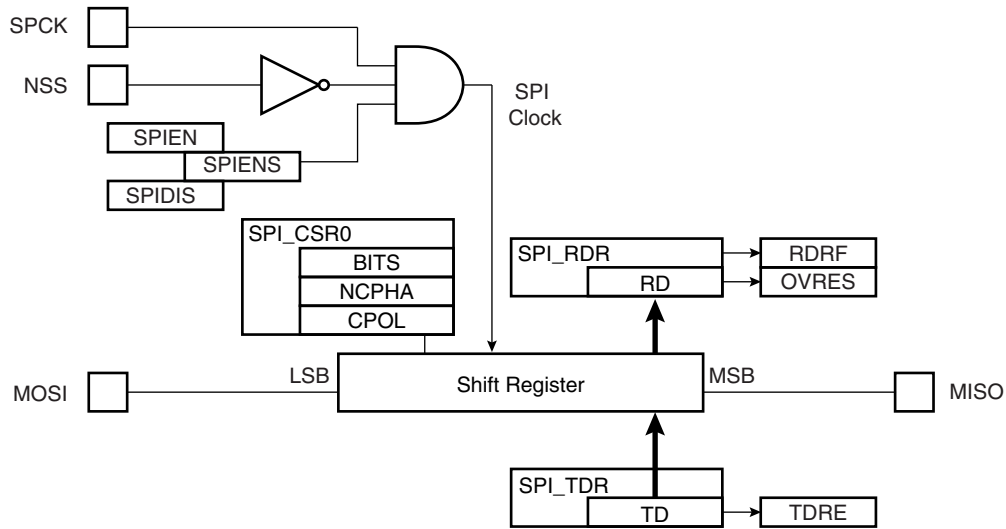 SPCK
NSS
SPI
Clock
SPIEN
SPIENS
SPIDIS
SPI_CSR0
BITS
NCPHA
CPOL
SPI_RDR
RD
RDRF
OVRES
MOSI
LSB
Shift Register
MSB
MISO
SPI_TDR
TD
TDRE